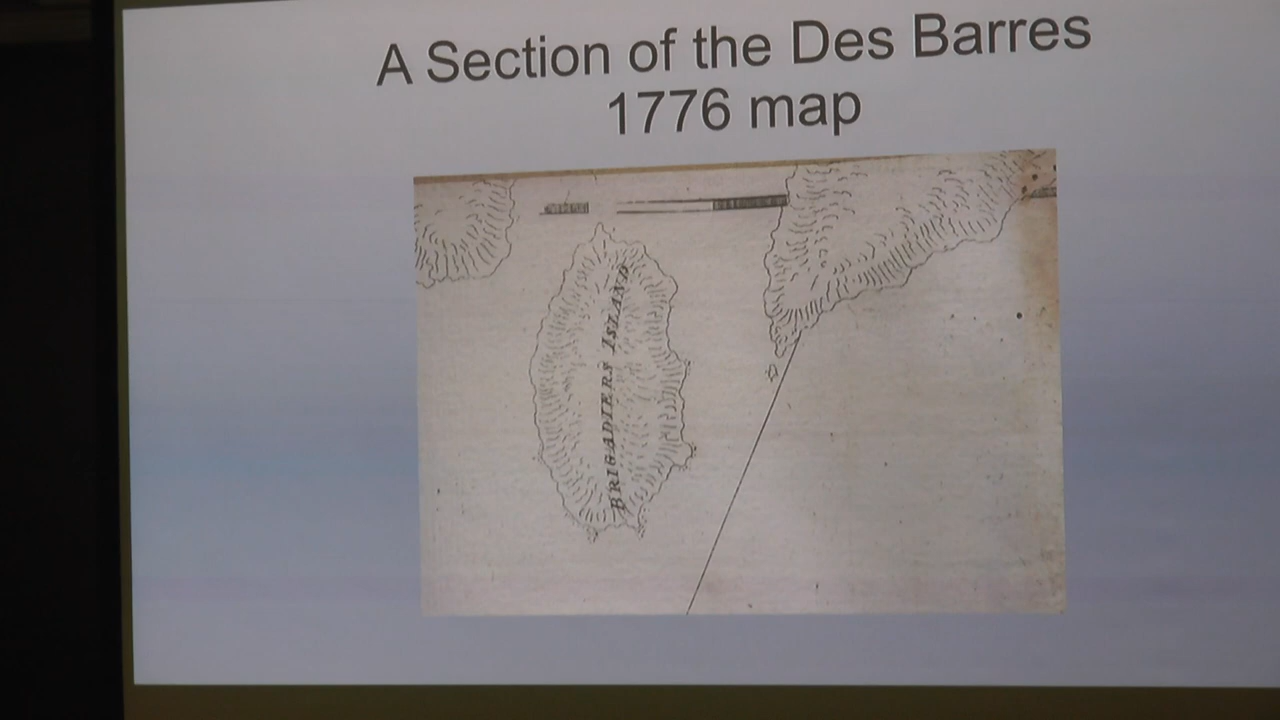 A Section of the Des Barres
1776 map
BRIGADIERS ISLAND